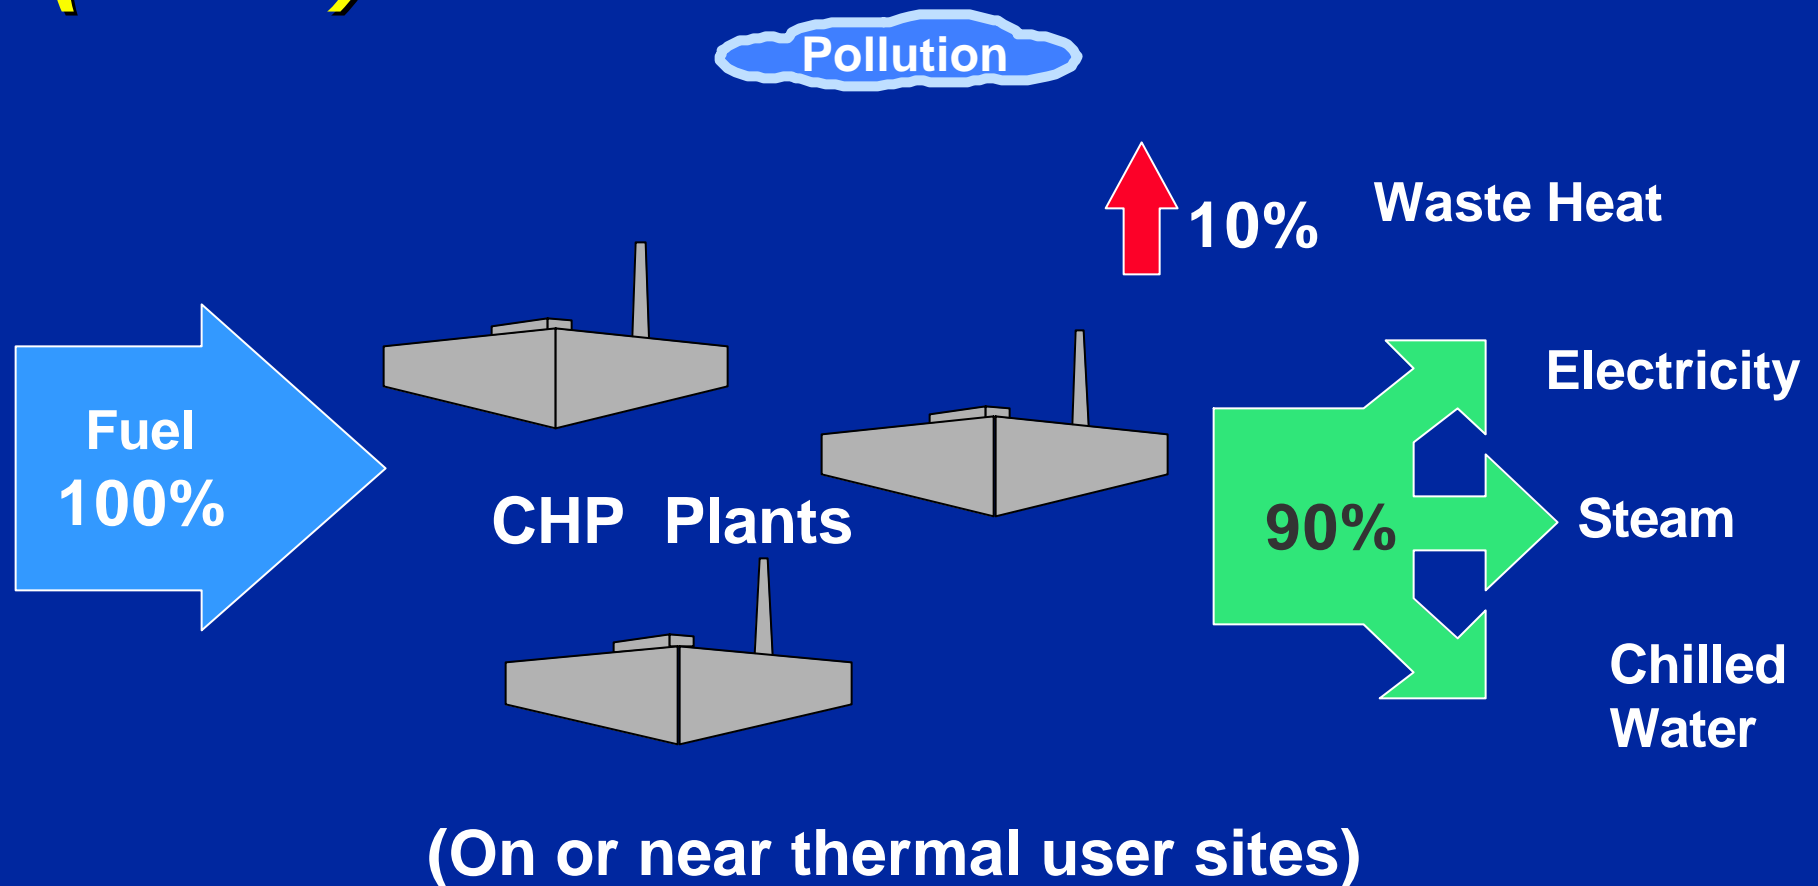 Pollution
10%
Waste Heat
Fuel
100%
CHP Plants
90%
Electricity
Steam
Chilled
Water
(On or near thermal user sites)